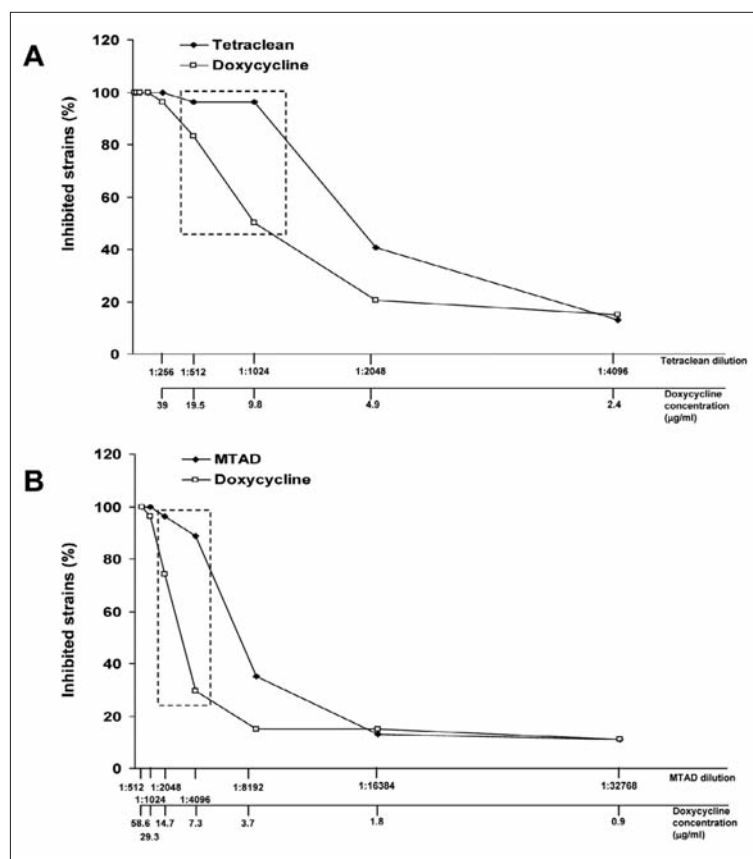 A
120
Tetraclean
Doxycycline
100
80
60
40
20
0
Inhibited strains (%)
1:256 1:512 1:1024 1:2048 1:4096
Tetraclean dilution
39 19.5 9.8 4.9 2.4
Doxycycline
concentration
(μg/ml)
B
120
MTAD
Doxycycline
100
80
60
40
20
0
Inhibited strains (%)
1:512 1:2048 1:8192 1:16384 1:32768
MTAD dilution
1:1024 1:4096
58.6 14.7 7.3 3.7 1.8 0.9
29.3
Doxycycline
concentration
(μg/ml)